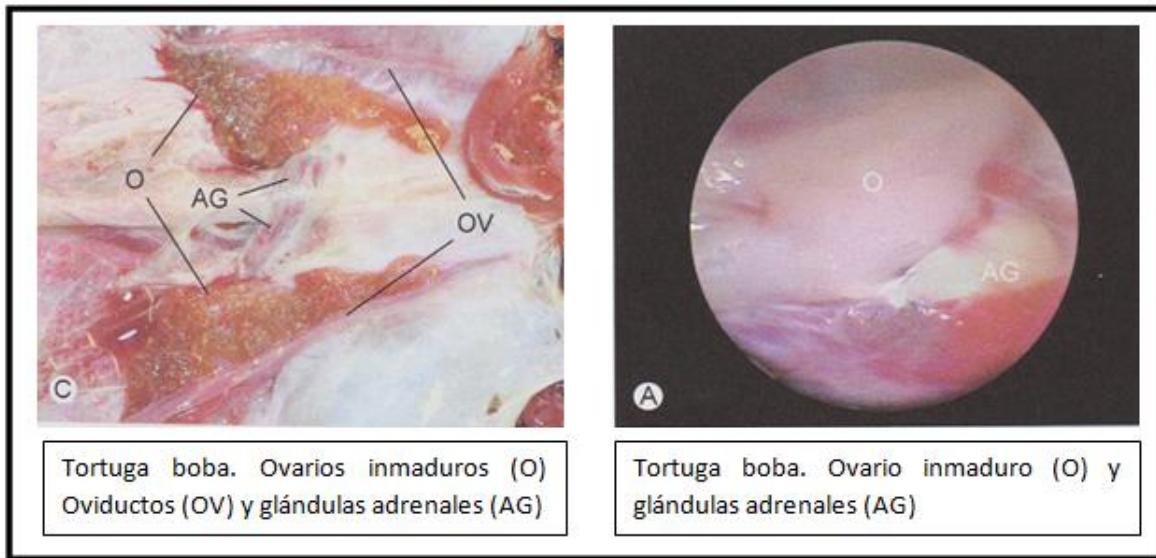 O
AG
OV
C
O
AG
A
Tortuga boba. Ovarios inmaduros (O)
Oviductos (OV) y glándulas adrenales (AG)
Tortuga boba. Ovario inmaduro (O) y
glándulas adrenales (AG)